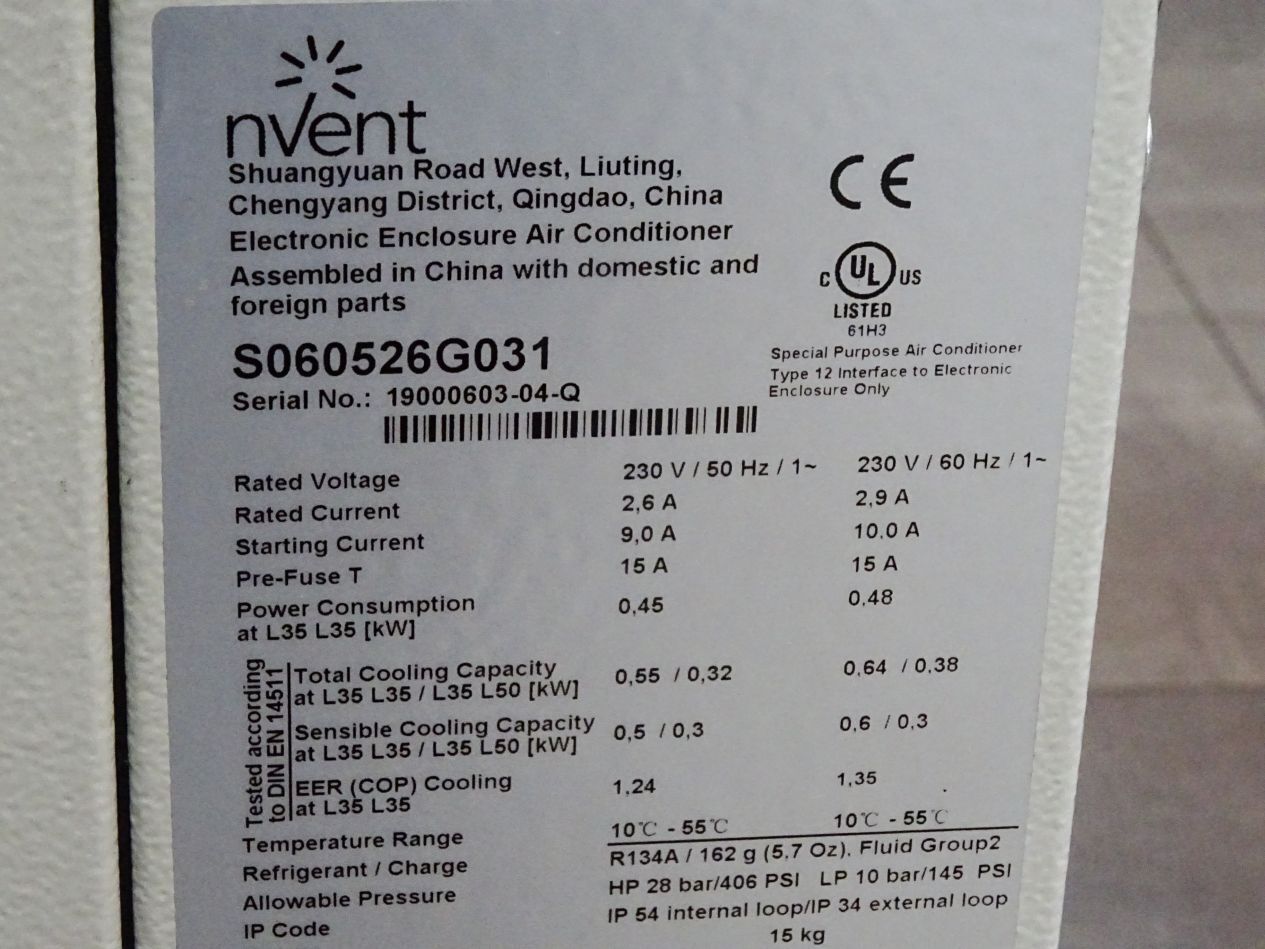 nVent
Shuangyuan Road West, Liuting,
Chengyang District, Qingdao, China
Electronic Enclosure Air Conditioner
Assembled in China with domestic and
foreign parts
CE
C UL US
LISTED
61H3
Special Purpose Air Conditioner
Type 12 Interface to Electronic
Enclosure Only
S060526G031
Serial No.: 19000603-04-Q
Rated Voltage 230 V / 50 Hz / 1~ 230 V / 60 Hz / 1~
Rated Current 2,6 A 2,9 A
Starting Current 9,0 A 10,0 A
Pre-Fuse T 15 A 15 A
Power Consumption 0,45 0,48
at L35 L35 [kW]
Tested according
to DIN EN 14511
Total Cooling Capacity 0,55 / 0,32 0,64 / 0,38
at L35 L35 / L35 L50 [kW]
Sensible Cooling Capacity 0,5 / 0,3 0,6 / 0,3
at L35 L35 / L35 L50 [kW]
EER (COP) Cooling 1,24 1,35
at L35 L35
Temperature Range 10℃ - 55℃ 10℃ - 55℃
Refrigerant / Charge R134A / 162 g (5,7 Oz), Fluid Group2
Allowable Pressure HP 28 bar/406 PSI LP 10 bar/145 PSI
IP Code IP 54 internal loop/IP 34 external loop
15 kg